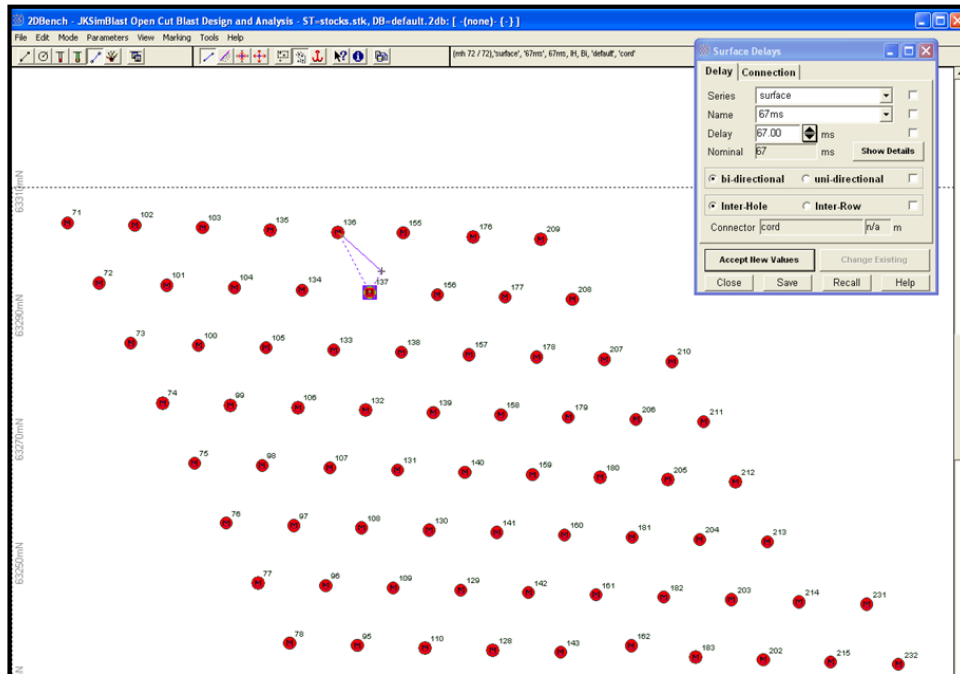 2DBench - JKSimBlast Open Cut Blast Design and Analysis - ST=stocks.stk, DB=default.2db: [ -(none)- {-} ]
File Edit Mode Parameters View Marking Tools Help
(mh 72 / 72),'surface', '67ms', 67ms, IH, Bi, 'default', 'cord'
Surface Delays
Delay Connection
Series surface
Name 67ms
Delay 67.00 ms
Nominal 67 ms Show Details
bi-directional uni-directional
Inter-Hole Inter-Row
Connector cord n/a m
Accept New Values Change Existing
Close Save Recall Help
63310mN
71 102 103 135 136 155 176 209
72 101 104 134 137 156 177 208
63290mN
73 100 105 133 138 157 178 207 210
74 99 106 132 139 158 179 206 211
63270mN
75 98 107 131 140 159 180 205 212
76 97 108 130 141 160 181 204 213
63250mN
77 96 109 129 142 161 182 203 214 231
78 95 110 128 143 162 183 202 215 232